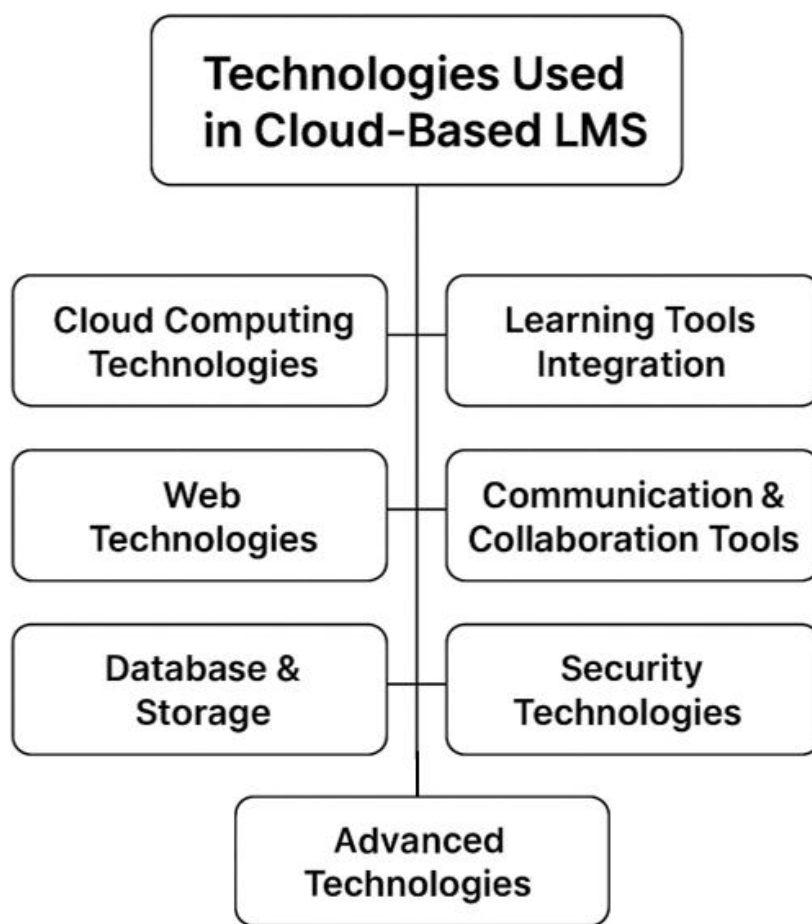 Technologies Used
in Cloud-Based LMS
Cloud Computing
Technologies
Learning Tools
Integration
Web
Technologies
Communication &
Collaboration Tools
Database &
Storage
Security
Technologies
Advanced
Technologies